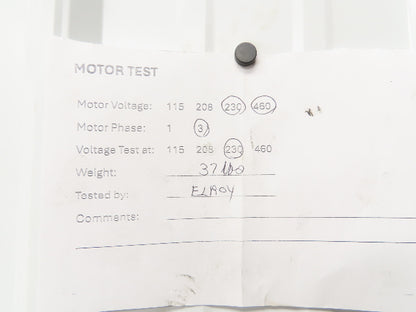 MOTOR TEST
Motor Voltage: 115 208 230 460
Motor Phase: 1 3
Voltage Test at: 115 208 230 460
Weight: 37 lbs
Tested by: ELROY
Comments: